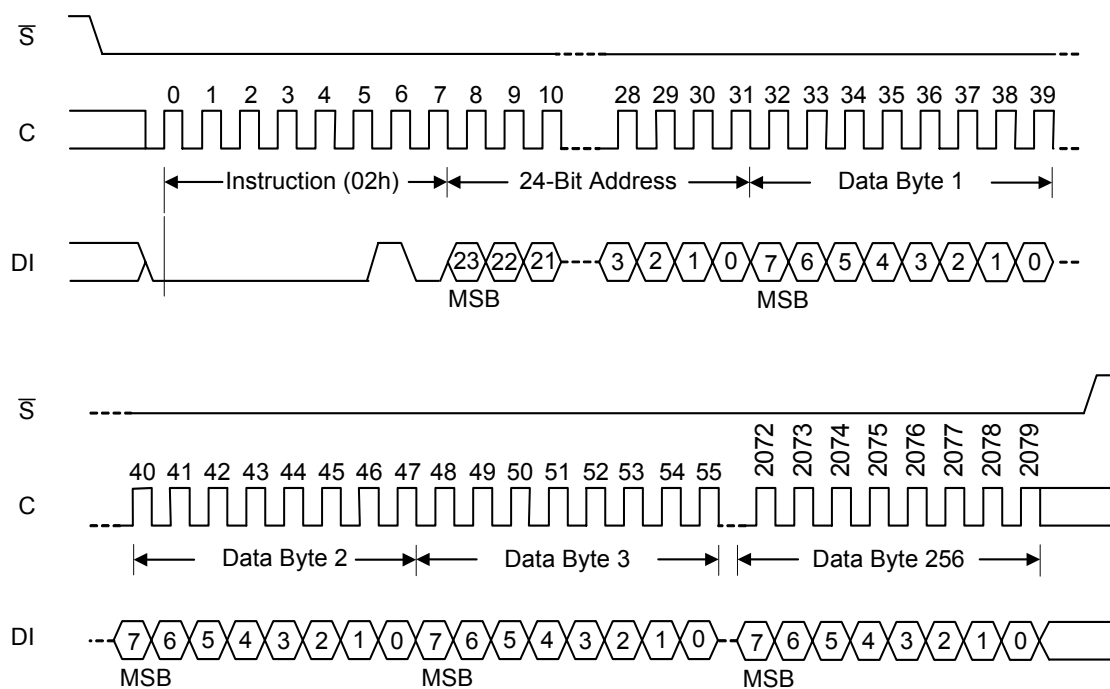 S̅
0 1 2 3 4 5 6 7 8 9 10 28 29 30 31 32 33 34 35 36 37 38 39
C
Instruction (02h) 24-Bit Address Data Byte 1
DI 23 22 21 3 2 1 0 7 6 5 4 3 2 1 0
MSB MSB
S̅
2072 2073 2074 2075 2076 2077 2078 2079
40 41 42 43 44 45 46 47 48 49 50 51 52 53 54 55
C
Data Byte 2 Data Byte 3 Data Byte 256
DI 7 6 5 4 3 2 1 0 7 6 5 4 3 2 1 0 7 6 5 4 3 2 1 0
MSB MSB MSB